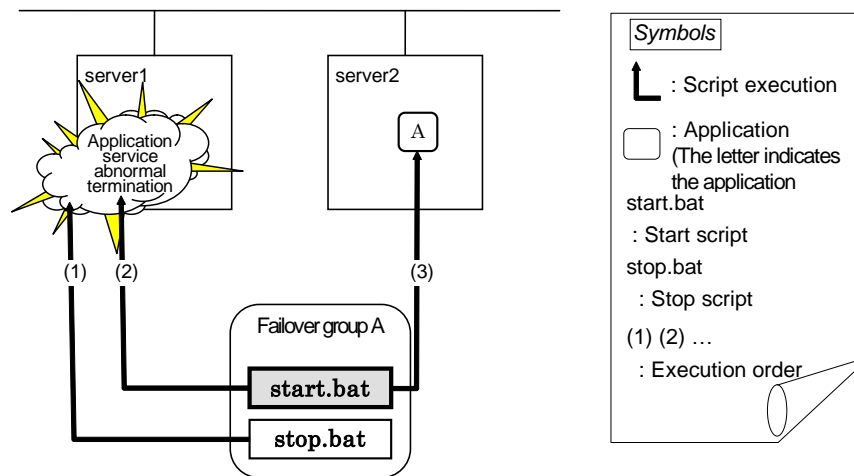 server1
server2
Application
service
abnormal
termination
A
(1)
(2)
(3)
Failover group A
start.bat
stop.bat
Symbols
: Script execution
: Application
(The letter indicates
the application
start.bat
: Start script
stop.bat
: Stop script
(1) (2) …
: Execution order